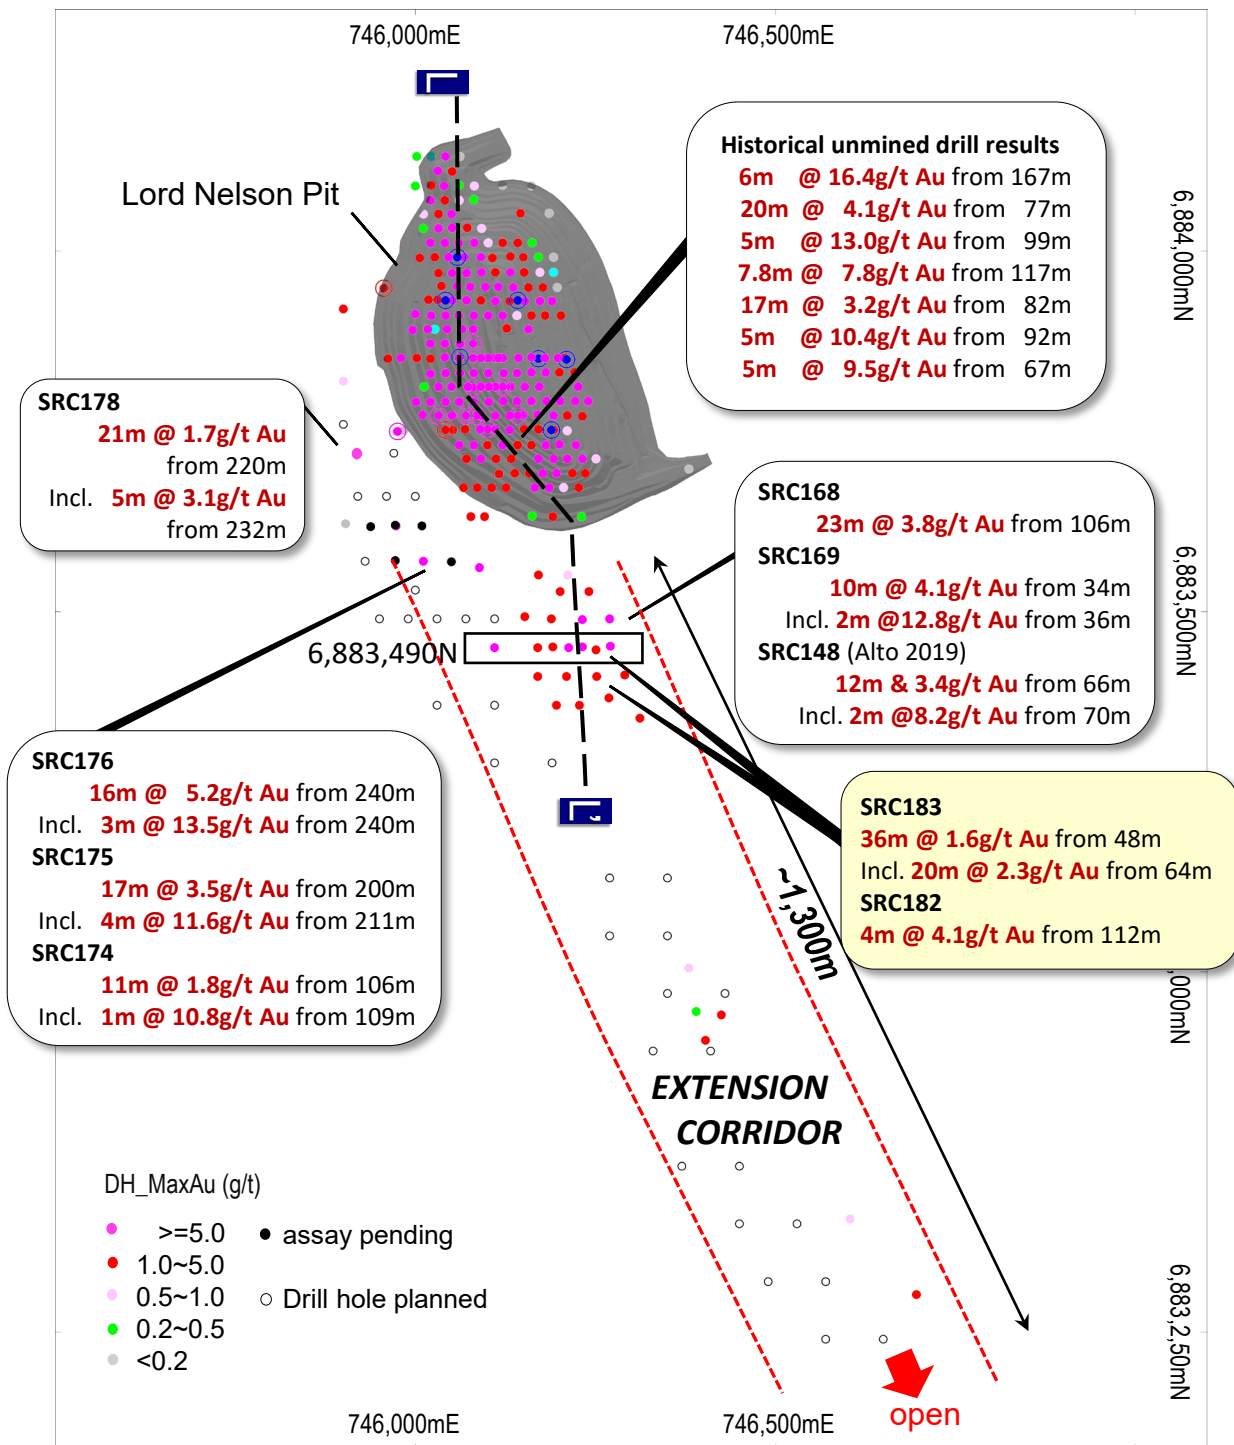 746,000mE
746,500mE
Lord Nelson Pit
Historical unmined drill results
6m @ 16.4g/t Au from 167m
20m @ 4.1g/t Au from 77m
5m @ 13.0g/t Au from 99m
7.8m @ 7.8g/t Au from 117m
17m @ 3.2g/t Au from 82m
5m @ 10.4g/t Au from 92m
5m @ 9.5g/t Au from 67m
6,884,000mN
SRC178
21m @ 1.7g/t Au
from 220m
Incl. 5m @ 3.1g/t Au
from 232m
SRC168
23m @ 3.8g/t Au from 106m
SRC169
10m @ 4.1g/t Au from 34m
Incl. 2m @12.8g/t Au from 36m
SRC148 (Alto 2019)
12m & 3.4g/t Au from 66m
Incl. 2m @8.2g/t Au from 70m
6,883,500mN
6,883,490N
SRC176
16m @ 5.2g/t Au from 240m
Incl. 3m @ 13.5g/t Au from 240m
SRC175
17m @ 3.5g/t Au from 200m
Incl. 4m @ 11.6g/t Au from 211m
SRC174
11m @ 1.8g/t Au from 106m
Incl. 1m @ 10.8g/t Au from 109m
SRC183
36m @ 1.6g/t Au from 48m
Incl. 20m @ 2.3g/t Au from 64m
SRC182
4m @ 4.1g/t Au from 112m
~1,300m
000mN
EXTENSION
CORRIDOR
DH_MaxAu (g/t)
>=5.0
1.0~5.0
0.5~1.0
0.2~0.5
<0.2
assay pending
Drill hole planned
6,883,2,50mN
open
746,000mE
746,500mE